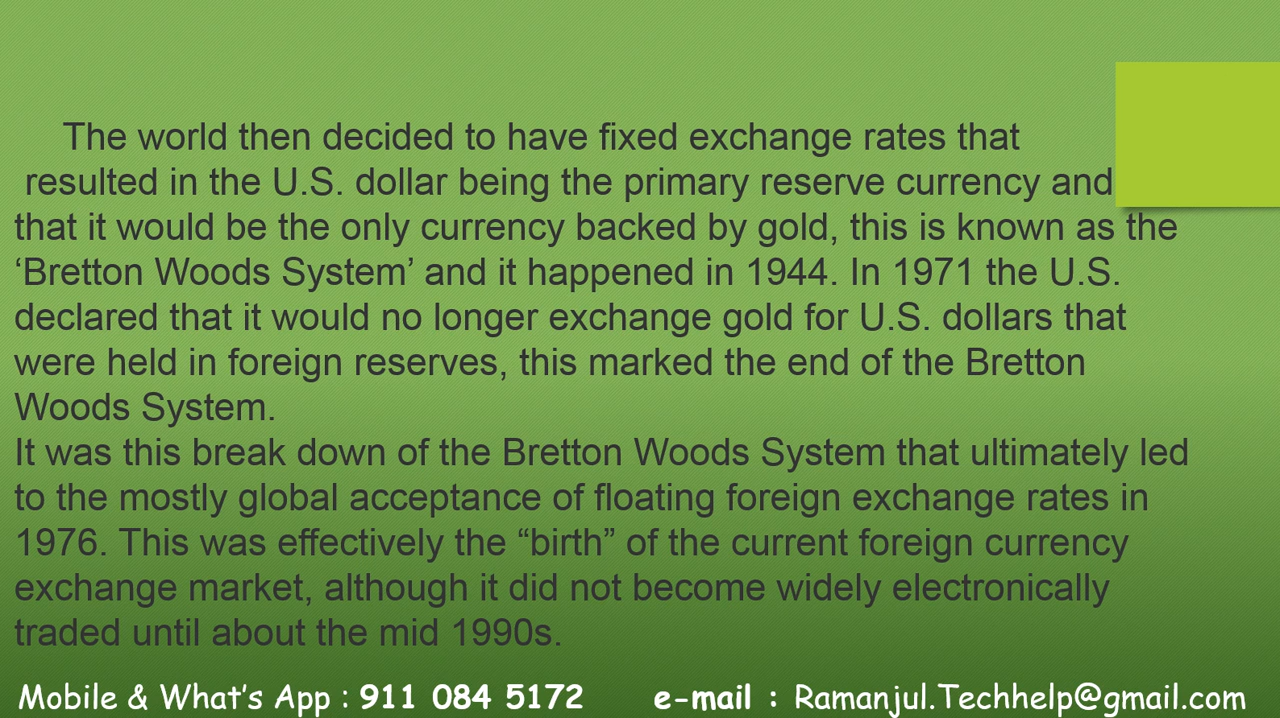 The world then decided to have fixed exchange rates that
resulted in the U.S. dollar being the primary reserve currency and
that it would be the only currency backed by gold, this is known as the
‘Bretton Woods System’ and it happened in 1944. In 1971 the U.S.
declared that it would no longer exchange gold for U.S. dollars that
were held in foreign reserves, this marked the end of the Bretton
Woods System.
It was this break down of the Bretton Woods System that ultimately led
to the mostly global acceptance of floating foreign exchange rates in
1976. This was effectively the “birth” of the current foreign currency
exchange market, although it did not become widely electronically
traded until about the mid 1990s.
Mobile & What’s App : 911 084 5172 e-mail : Ramanjul.Techhelp@gmail.com